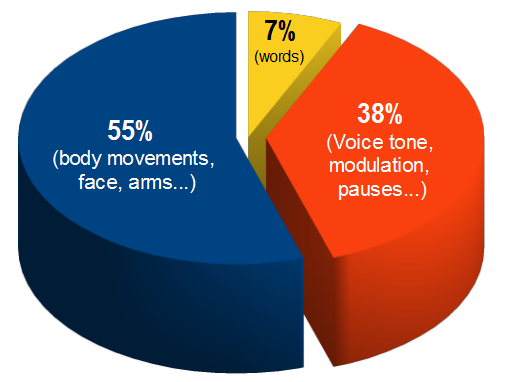 7%
(words)
38%
(Voice tone,
modulation,
pauses...)
55%
(body movements,
face, arms...)